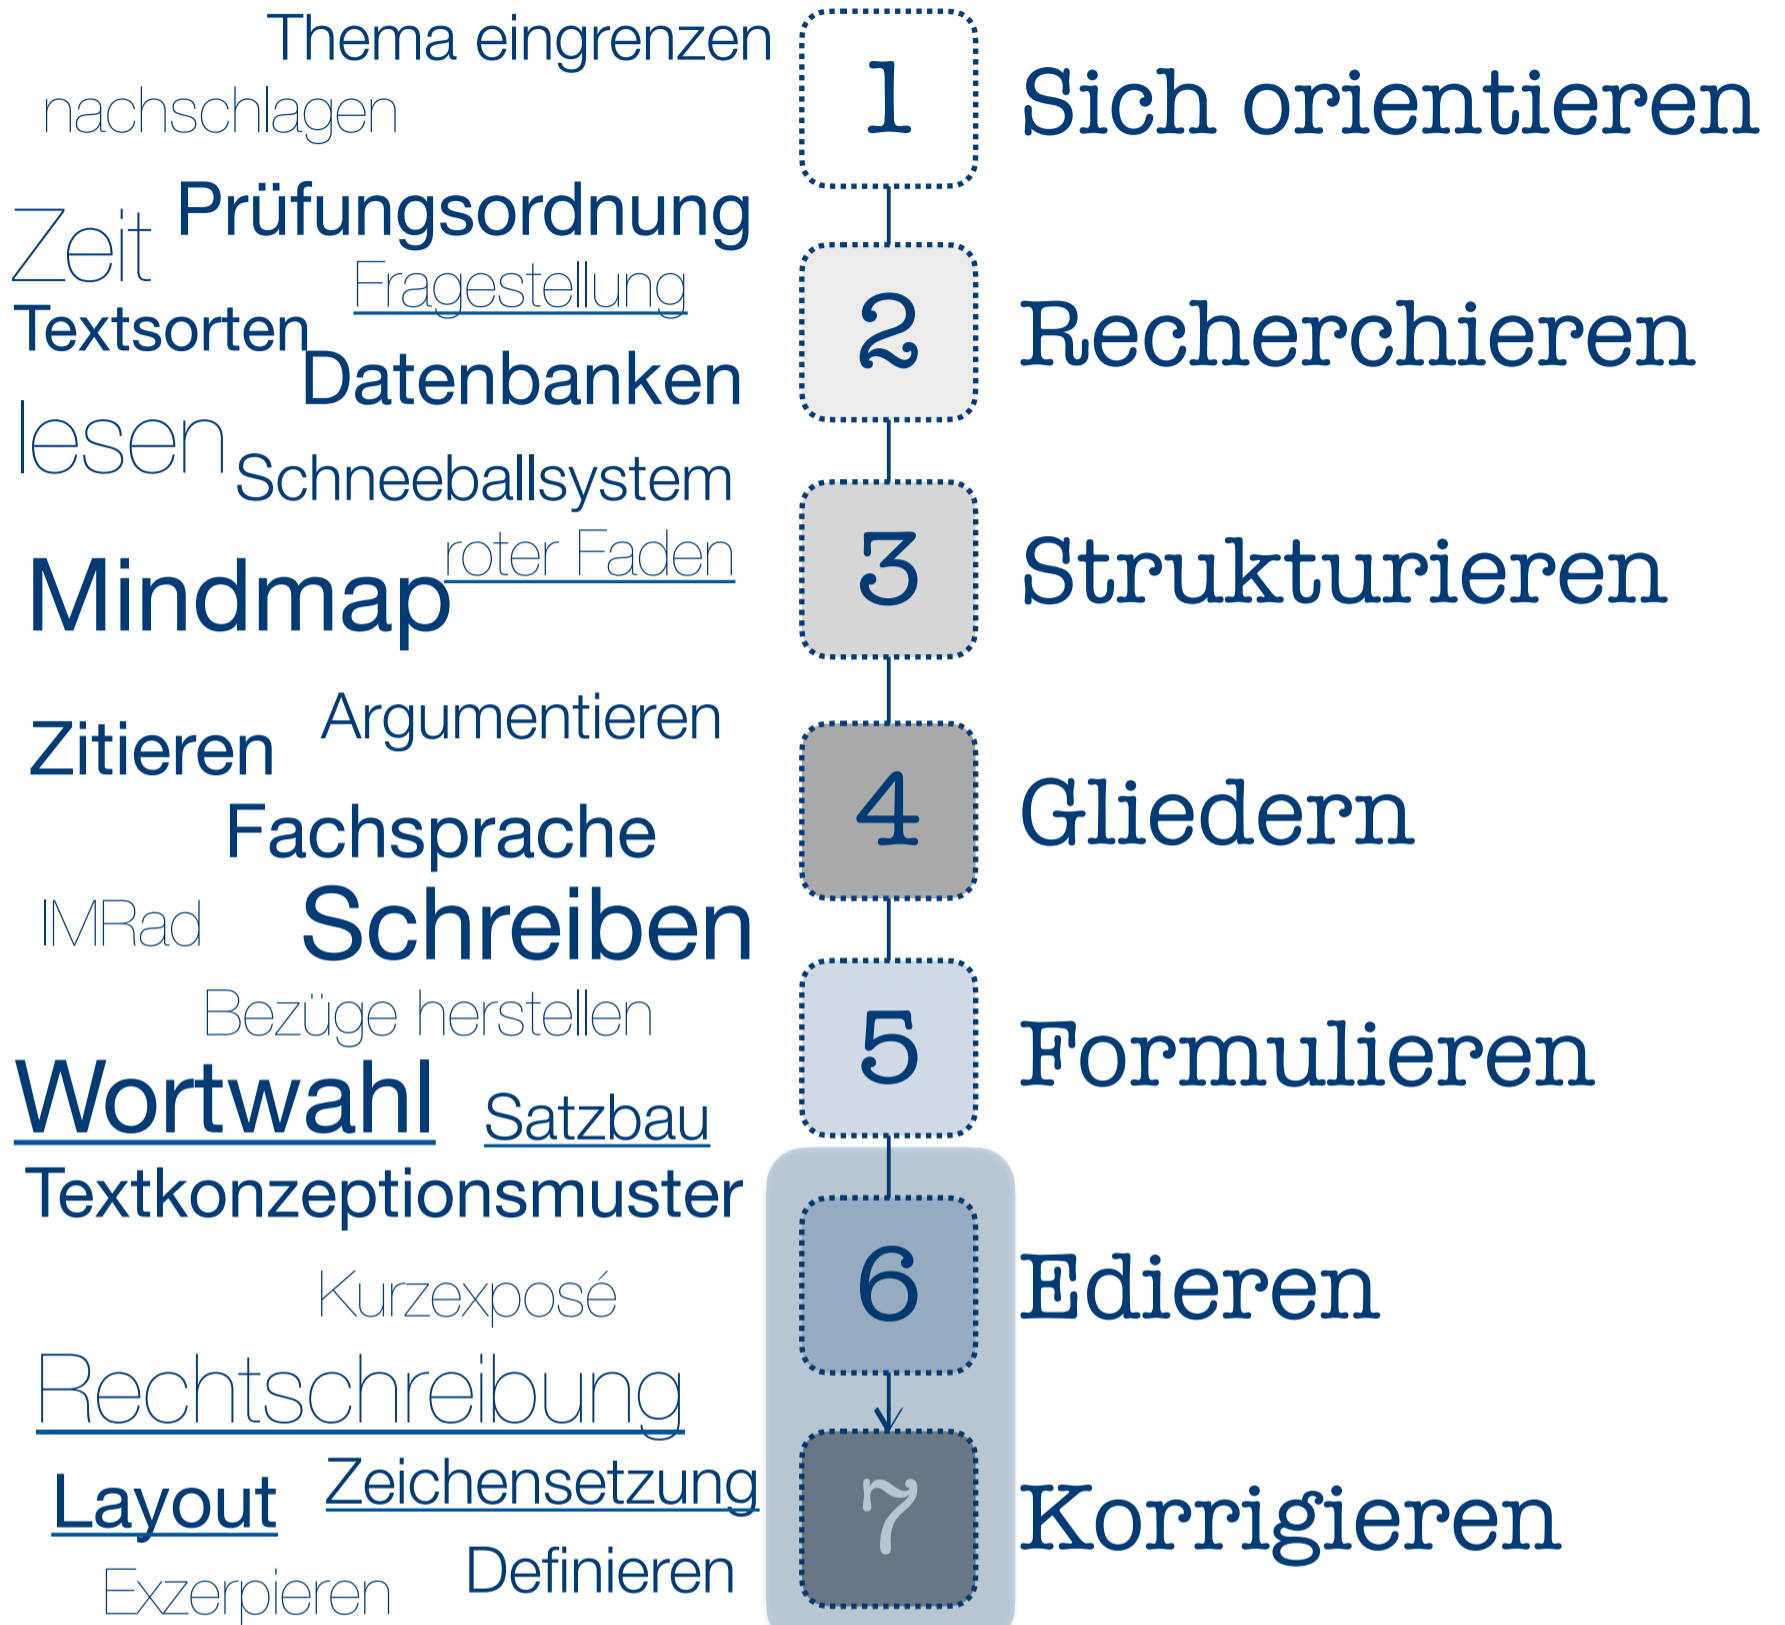 Thema eingrenzen
nachschlagen
1 Sich orientieren
Prüfungsordnung
Zeit
Fragestellung
Textsorten
2 Recherchieren
Datenbanken
lesen
Schneeballsystem
roter Faden
3 Strukturieren
Mindmap
Argumentieren
Zitieren
4 Gliedern
Fachsprache
IMRad
Schreiben
Bezüge herstellen
5 Formulieren
Wortwahl
Satzbau
Textkonzeptionsmuster
6 Edieren
Kurzexposé
Rechtschreibung
Zeichensetzung
Layout
7 Korrigieren
Definieren
Exzerpieren